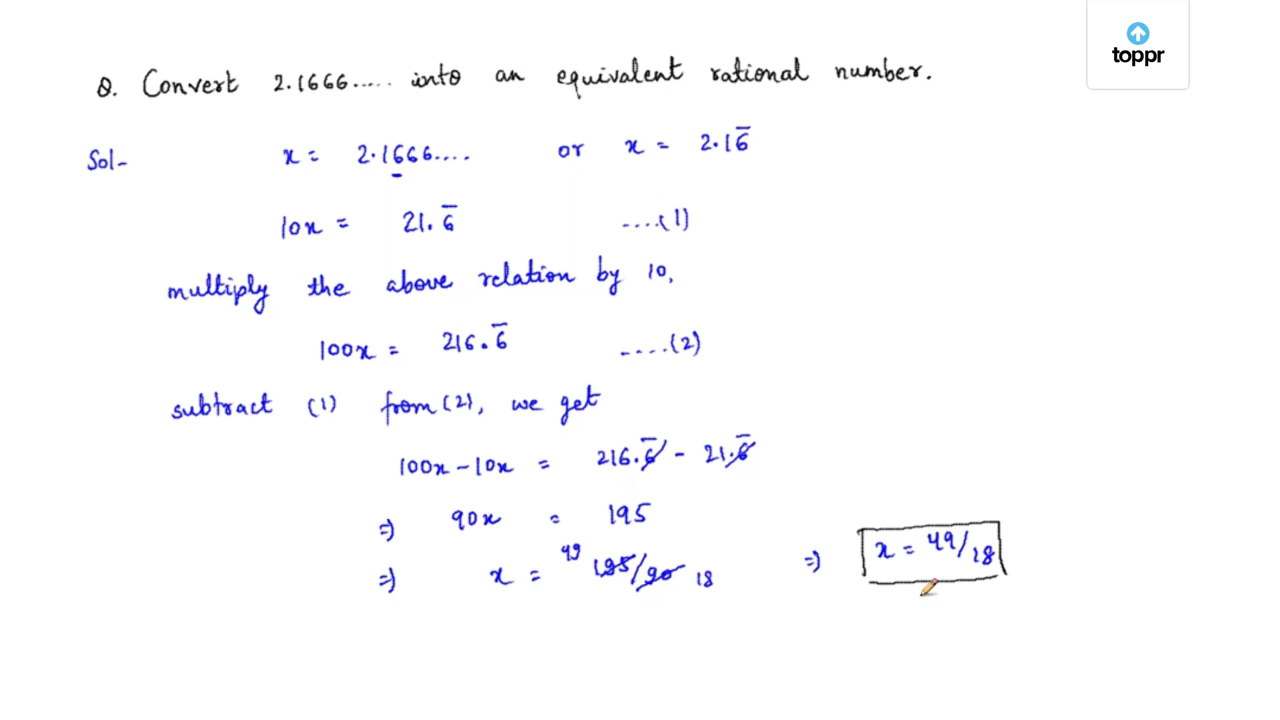 toppr
Q. Convert 2.1666..... into an equivalent rational number.
Sol- x = 2.1666.... or x = 2.16̅
10x = 21.6̅ ....(1)
multiply the above relation by 10,
100x = 216.6̅ ....(2)
subtract (1) from (2), we get
100x - 10x = 216.6̅ - 21.6̅
=) 90x = 195
=) x = 49 195/90 18 =) x = 49/18